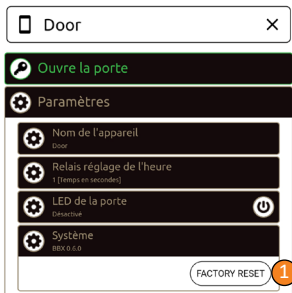 Door
Ouvre la porte
Paramètres
Nom de l'appareil
Door
Relais réglage de l'heure
1 [Temps en secondes]
LED de la porte
Désactivé
Système
BBX 0.6.0
FACTORY RESET
1